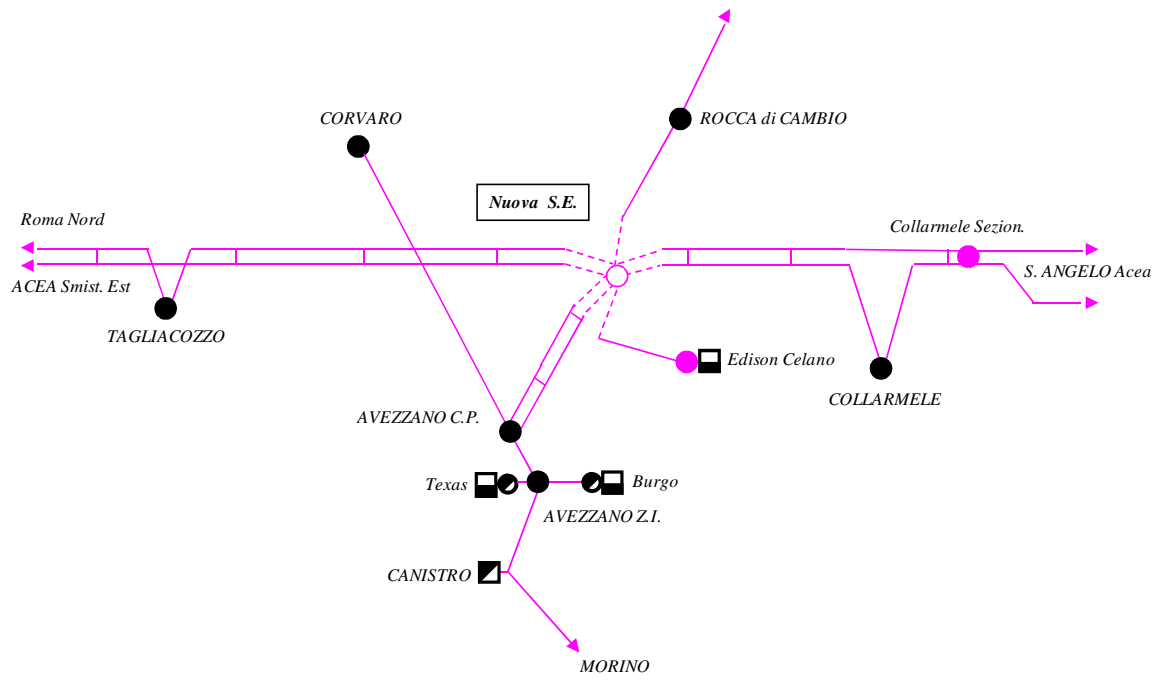 CORVARO
ROCCA di CAMBIO
Nuova S.E.
Roma Nord
Collarmele Sezion.
S. ANGELO Acea
ACEA Smist. Est
TAGLIACOZZO
Edison Celano
COLLARMELE
AVEZZANO C.P.
Texas
Burgo
AVEZZANO Z.I.
CANISTRO
MORINO